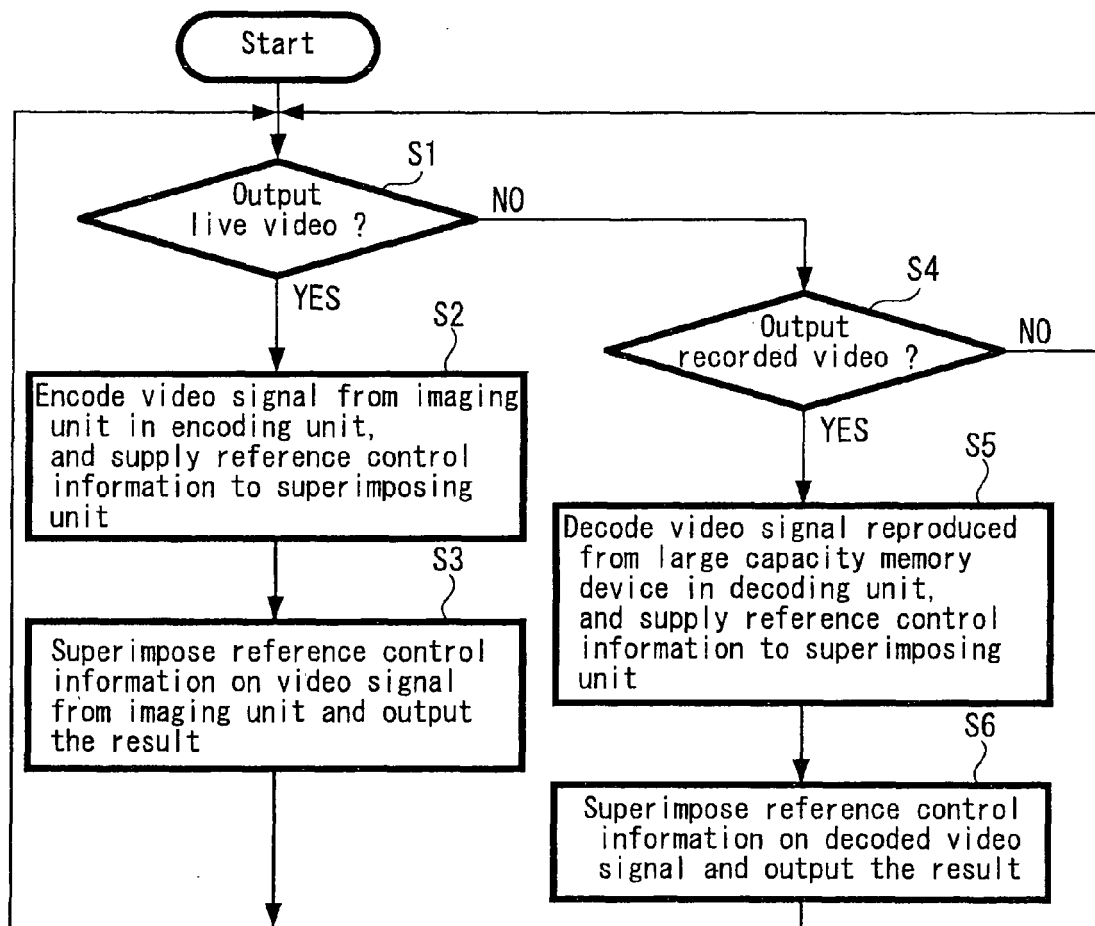 Start
S1
Output
live video ?
NO
YES
S4
Output
recorded video ?
NO
YES
S2
Encode video signal from imaging
unit in encoding unit,
and supply reference control
information to superimposing
unit
S5
Decode video signal reproduced
from large capacity memory
device in decoding unit,
and supply reference control
information to superimposing
unit
S3
Superimpose reference control
information on video signal
from imaging unit and output
the result
S6
Superimpose reference control
information on decoded video
signal and output the result